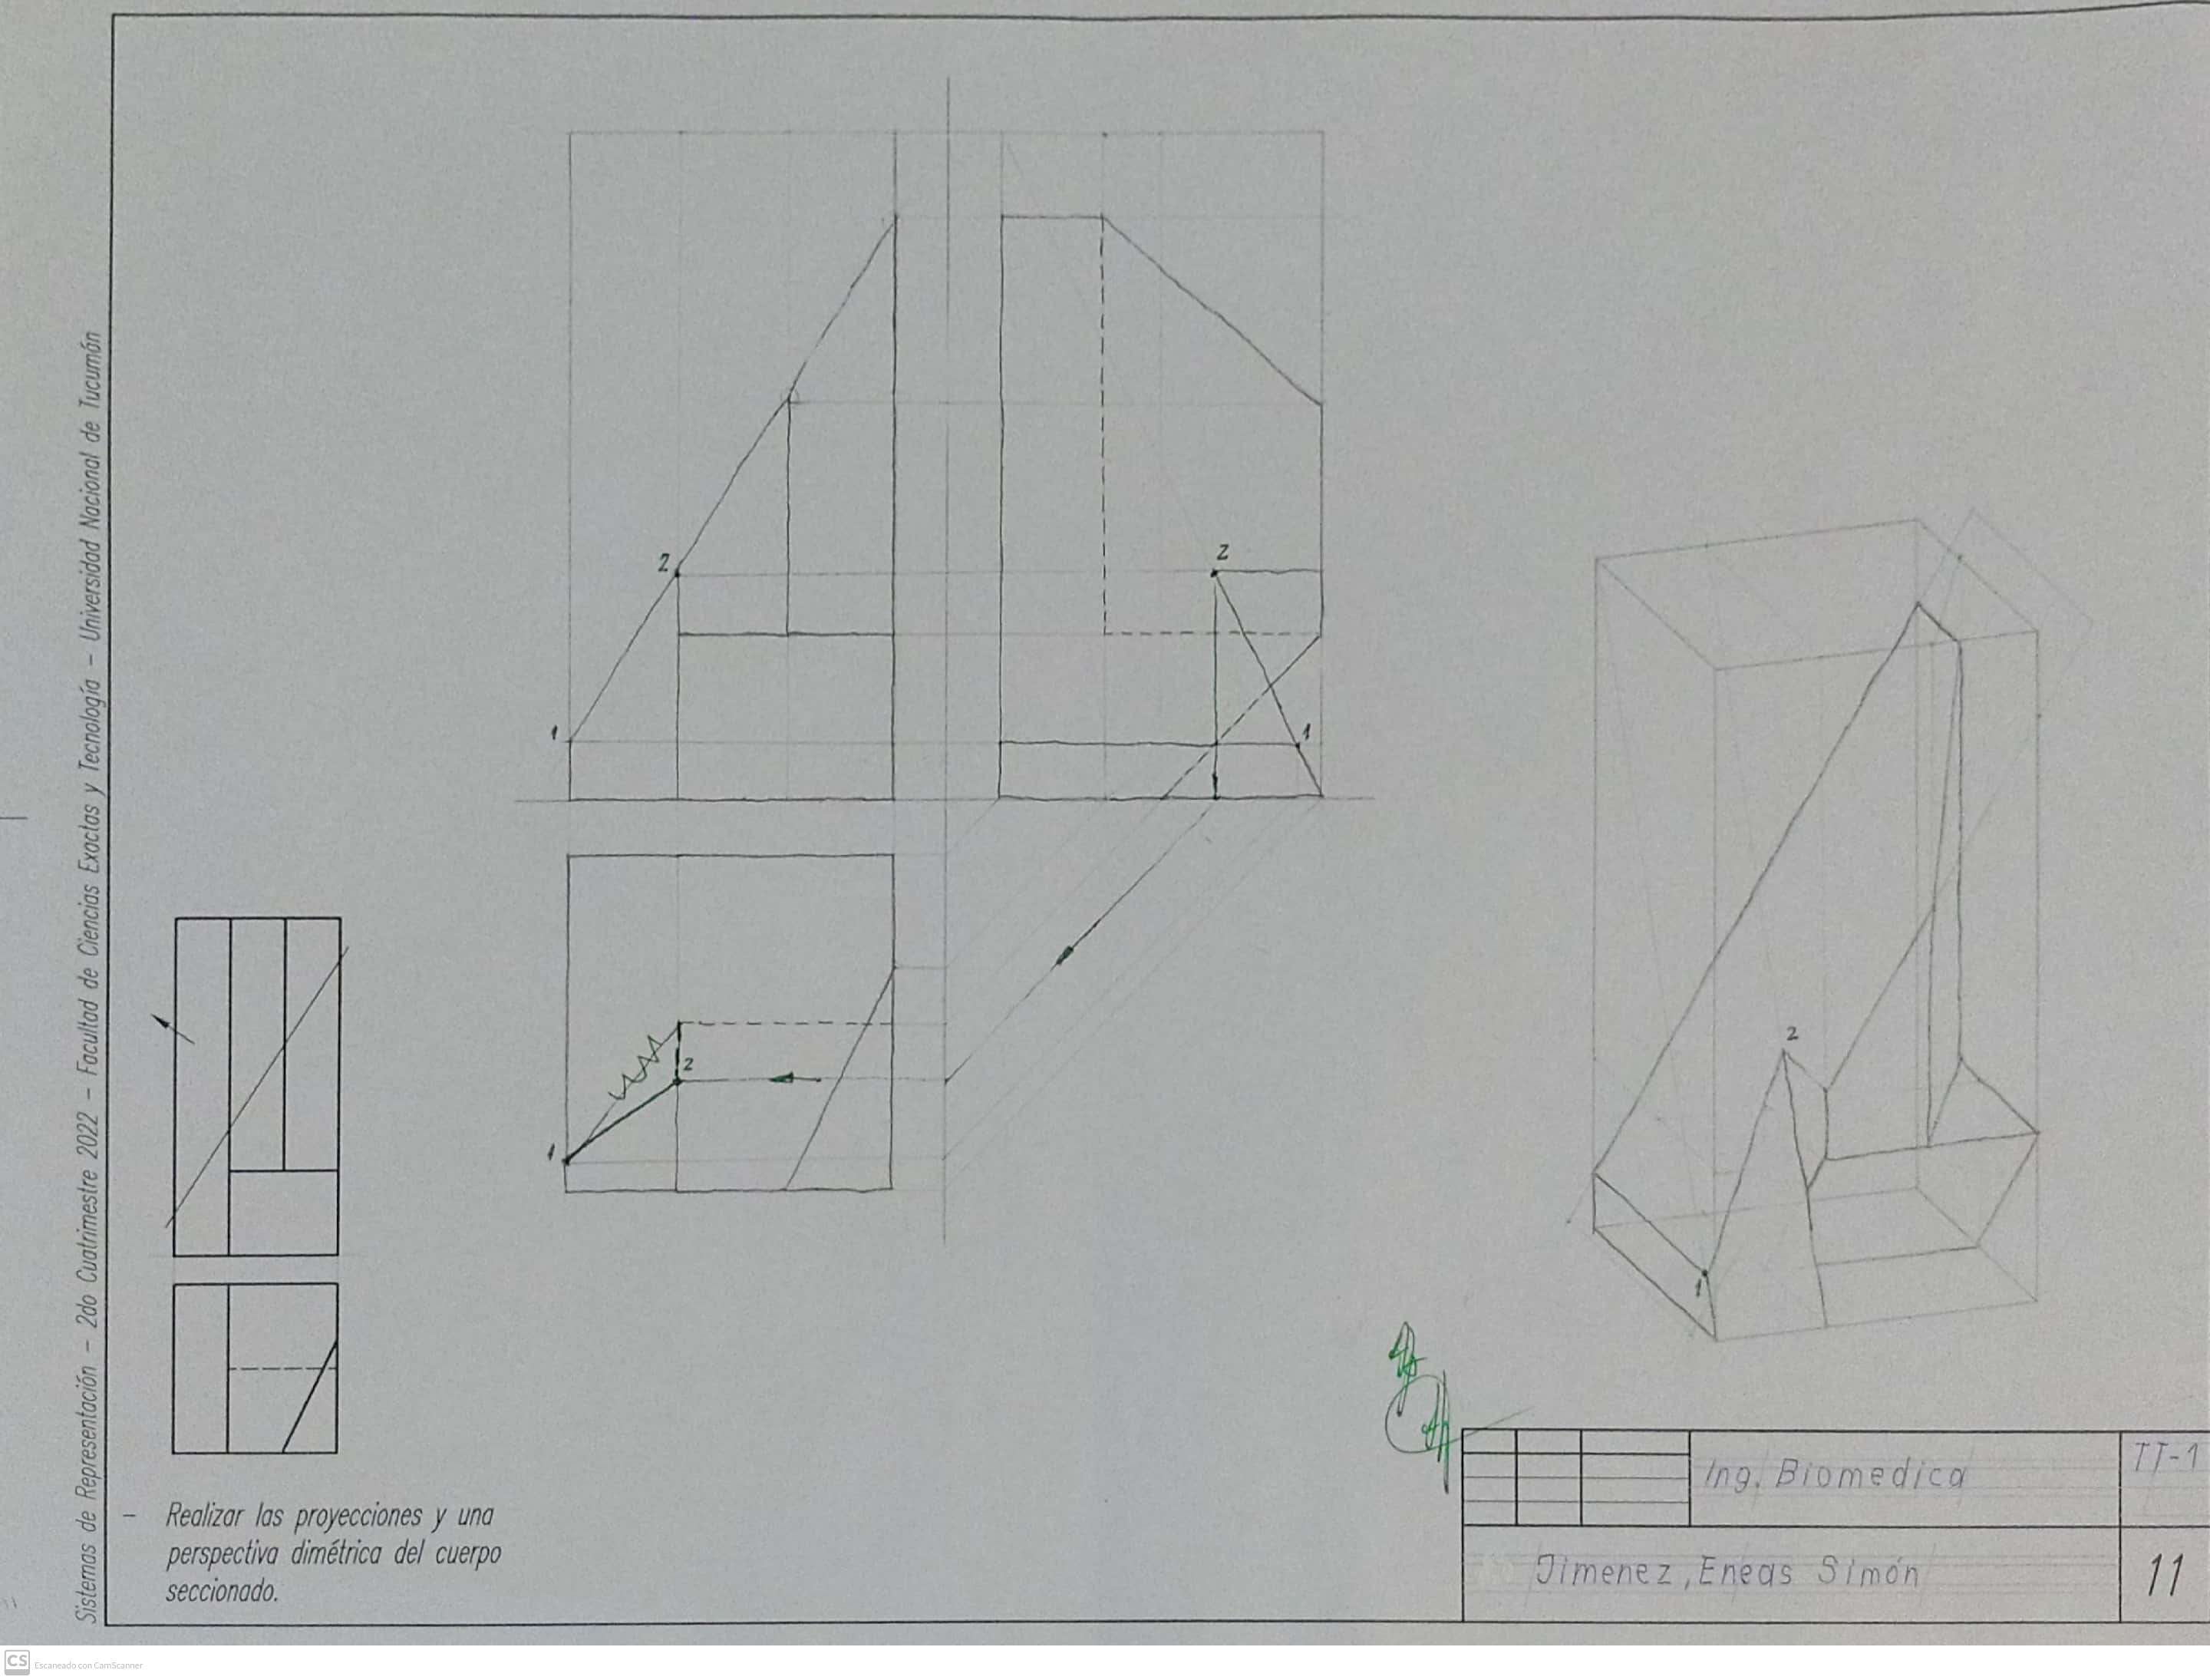 Sistemas de Representación – 2do Cuatrimestre 2022 – Facultad de Ciencias Exactas y Tecnología – Universidad Nacional de Tucumán
2
2
1
1
2
1
2
1
– Realizar las proyecciones y una
perspectiva dimétrica del cuerpo
seccionado.
Ing. Biomedica
TT-1
Jimenez, Eneas Simón
11
CS Escaneado con CamScanner